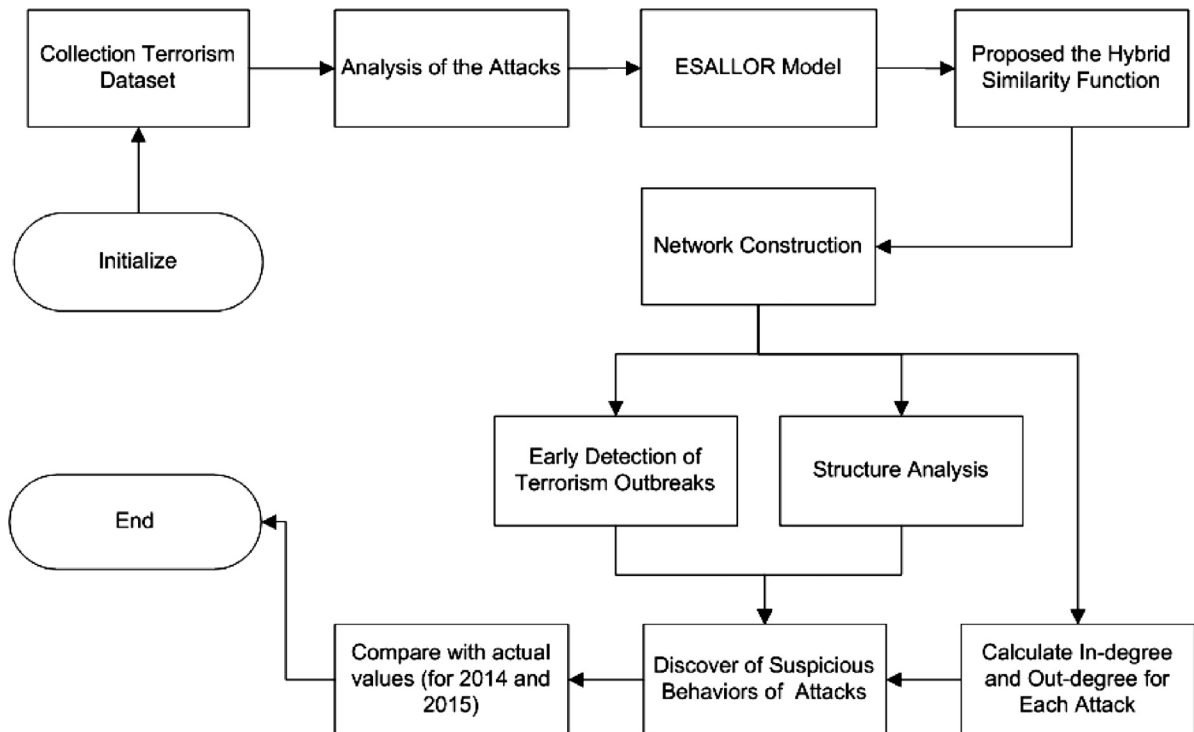 Collection Terrorism
Dataset
Analysis of the Attacks
ESALLOR Model
Proposed the Hybrid
Similarity Function
Initialize
Network Construction
Early Detection of
Terrorism Outbreaks
Structure Analysis
End
Compare with actual
values (for 2014 and
2015)
Discover of Suspicious
Behaviors of Attacks
Calculate In-degree
and Out-degree for
Each Attack